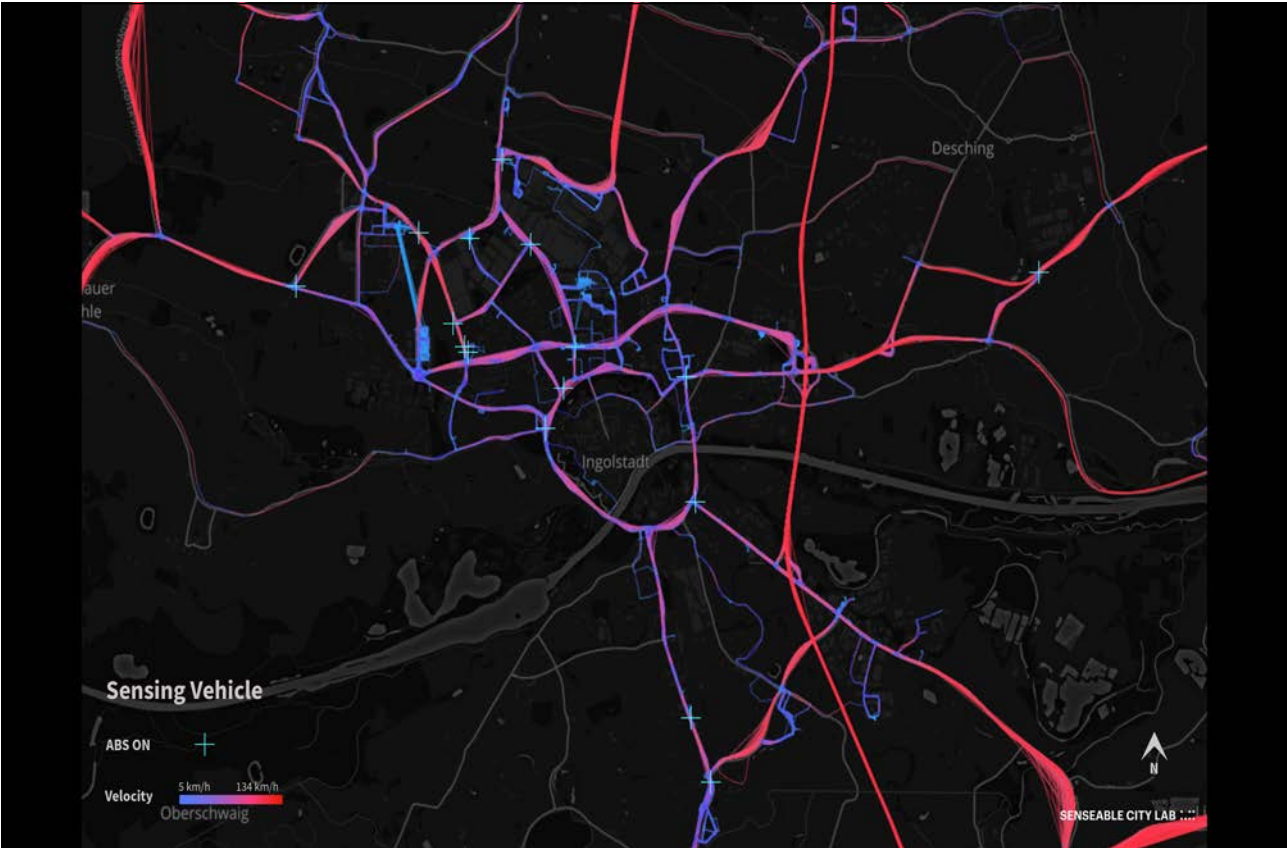 Desching
auer
hle
Ingolstadt
Sensing Vehicle
ABS ON
5 km/h 134 km/h
Velocity
Oberschwaig
N
SENSEABLE CITY LAB